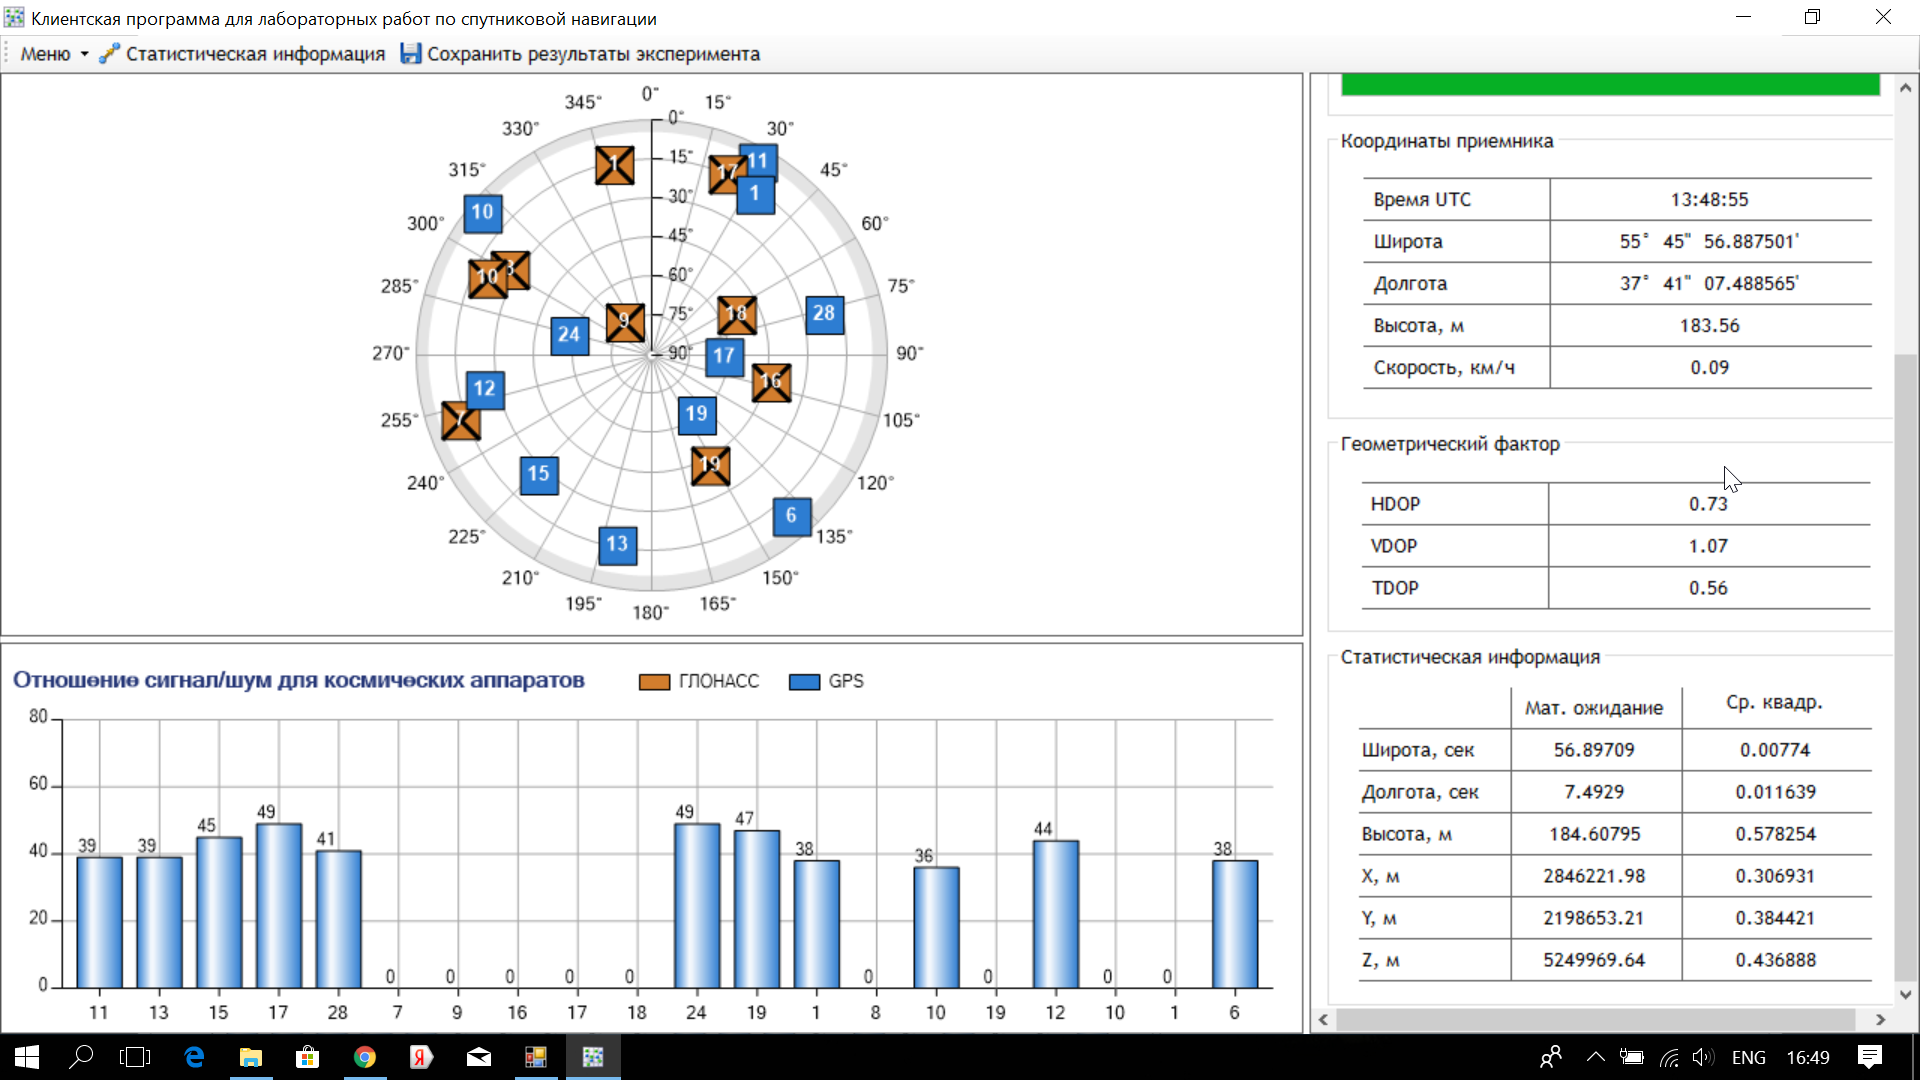 Клиентская программа для лабораторных работ по спутниковой навигации
Меню Статистическая информация Сохранить результаты эксперимента
0°
345° 15°
330° 30°
315° 45°
300° 60°
285° 75°
270° 90°
255° 105°
240° 120°
225° 135°
210° 150°
195° 165°
180°
0°
15°
30°
45°
60°
75°
90°
1
17
11
1
10
10
9
18
28
24
17
16
12
7
19
19
15
6
13
Отношение сигнал/шум для космических аппаратов ГЛОНАСС GPS
80
60
40
20
0
39 39 45 49 41 0 0 0 0 0 49 47 38 0 36 0 44 0 0 38
11 13 15 17 28 7 9 16 17 18 24 19 1 8 10 19 12 10 1 6
Координаты приемника
Время UTC 13:48:55
Широта 55° 45" 56.887501'
Долгота 37° 41" 07.488565'
Высота, м 183.56
Скорость, км/ч 0.09
Геометрический фактор
HDOP 0.73
VDOP 1.07
TDOP 0.56
Статистическая информация
Мат. ожидание Ср. квадр.
Широта, сек 56.89709 0.00774
Долгота, сек 7.4929 0.011639
Высота, м 184.60795 0.578254
X, м 2846221.98 0.306931
Y, м 2198653.21 0.384421
Z, м 5249969.64 0.436888
ENG 16:49